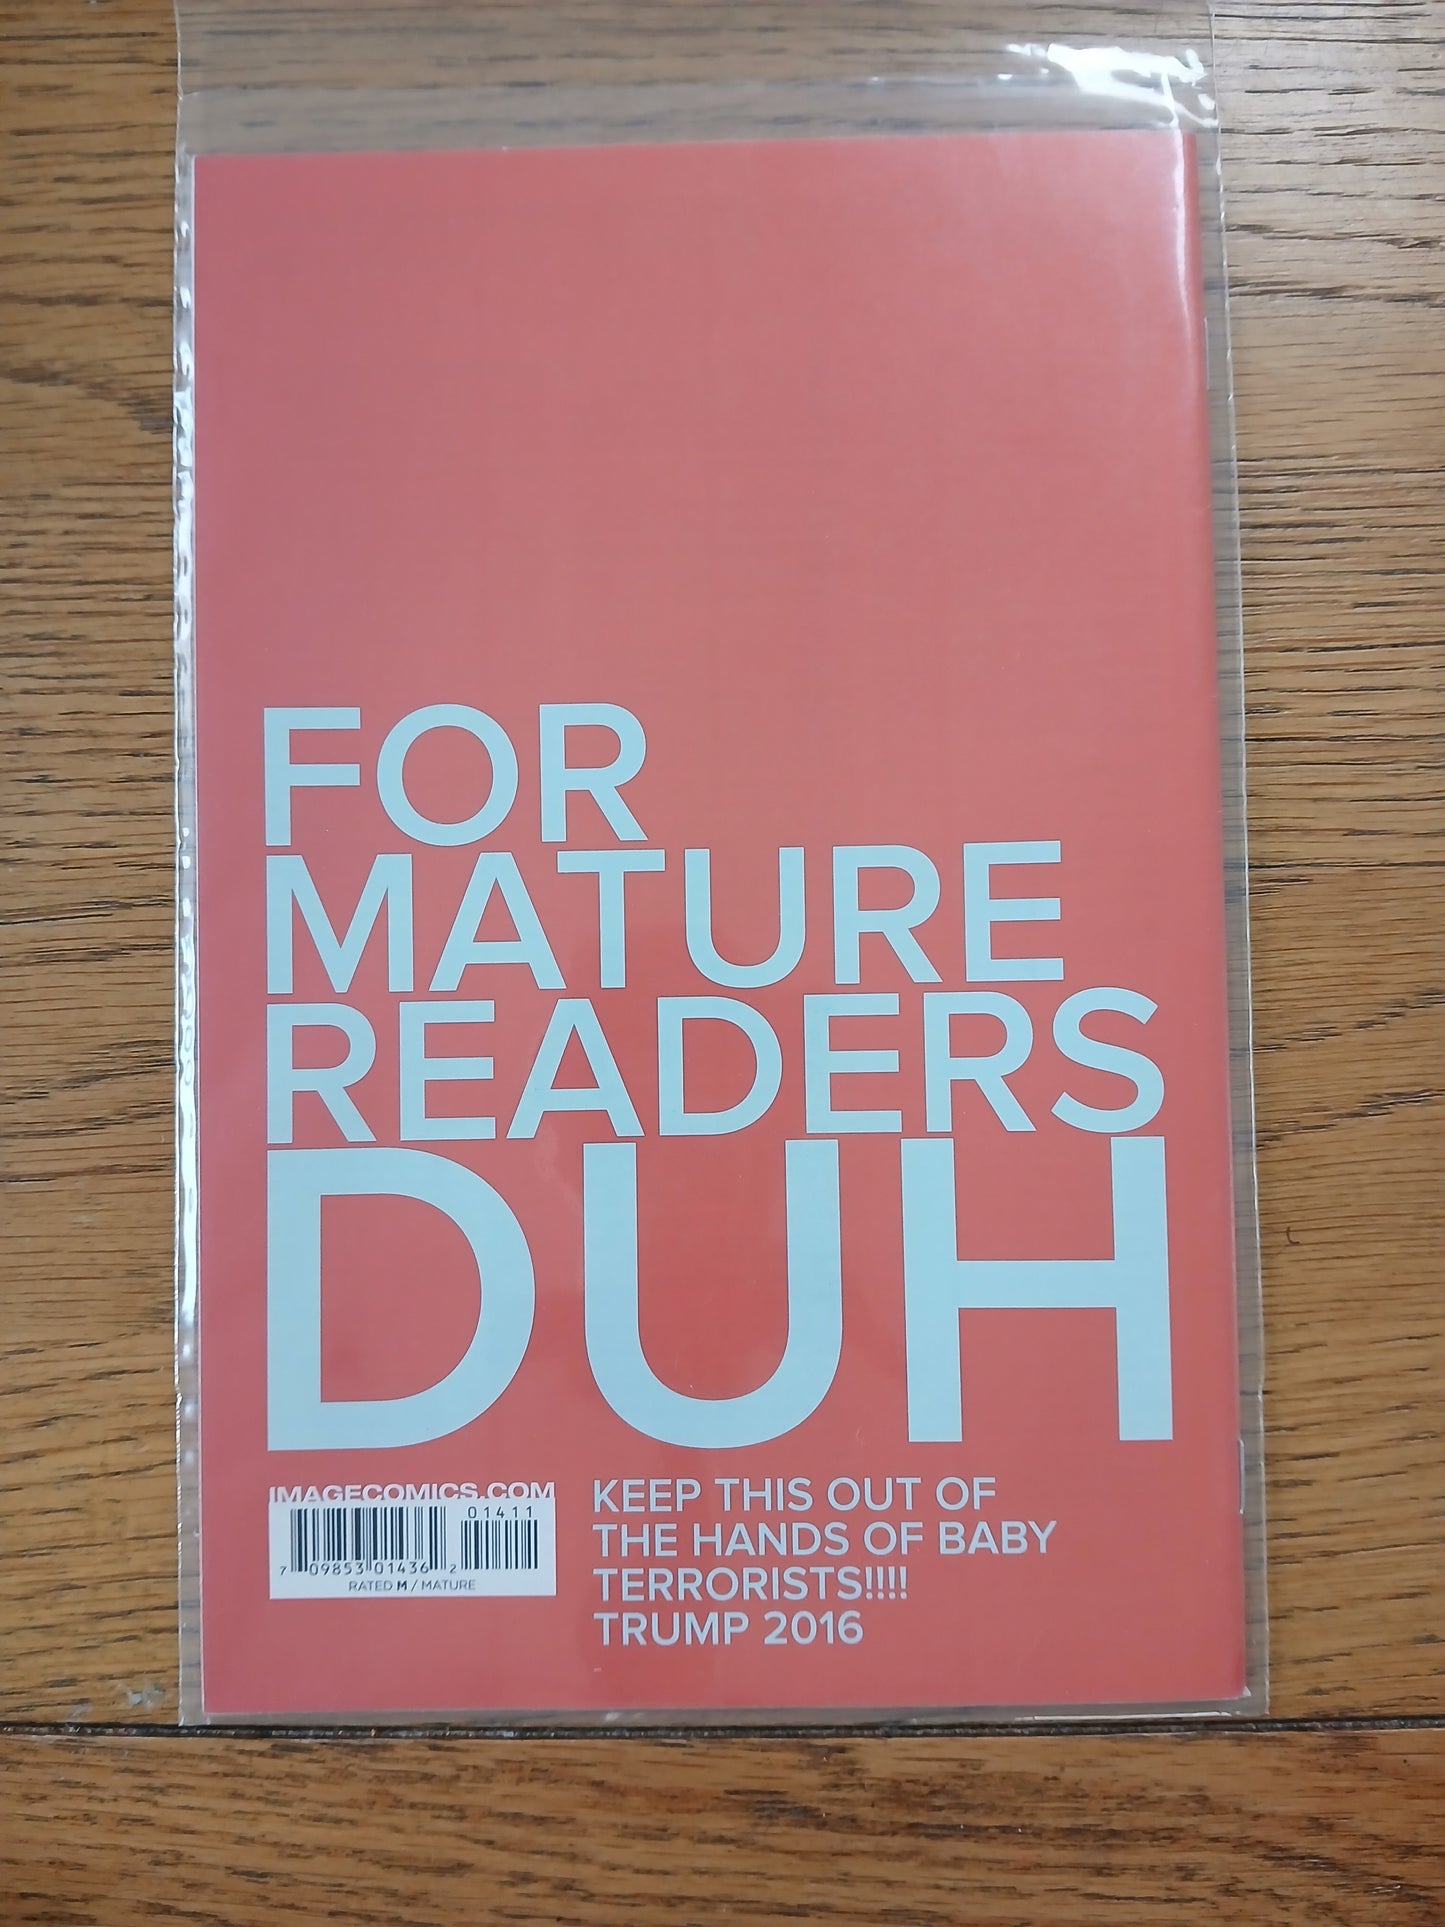 FOR
MATURE
READERS
DUH
IMAGECOMICS.COM
01411
7 09853 01436 2
RATED M / MATURE
KEEP THIS OUT OF
THE HANDS OF BABY
TERRORISTS!!!!
TRUMP 2016